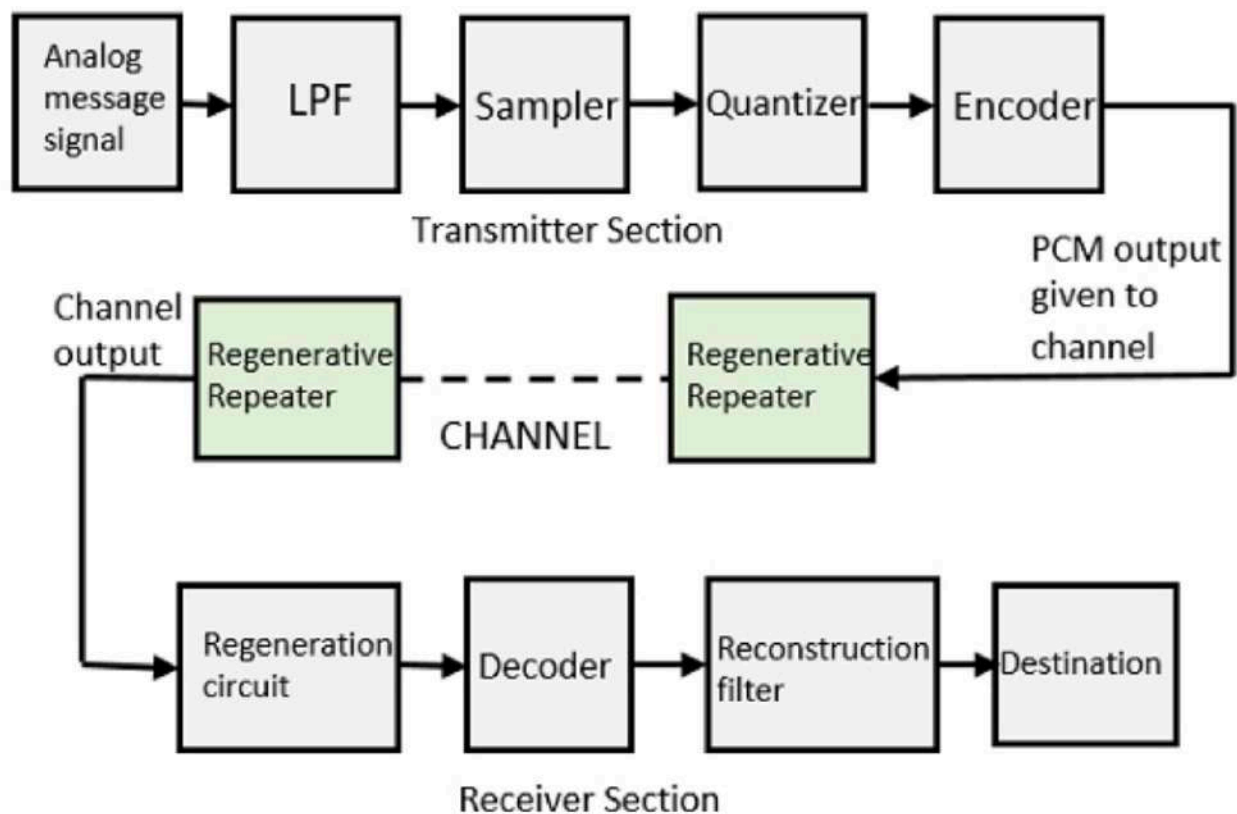 Analog
message
signal
LPF
Sampler
Quantizer
Encoder
Transmitter Section
PCM output
given to
channel
Channel
output
Regenerative
Repeater
CHANNEL
Regenerative
Repeater
Regeneration
circuit
Decoder
Reconstruction
filter
Destination
Receiver Section